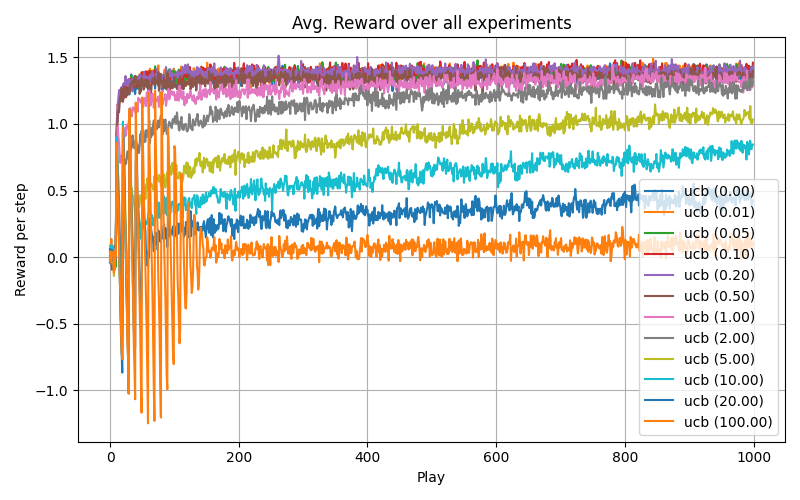 Avg. Reward over all experiments
Reward per step
1.5
1.0
0.5
0.0
−0.5
−1.0
0
200
400
600
800
1000
Play
ucb (0.00)
ucb (0.01)
ucb (0.05)
ucb (0.10)
ucb (0.20)
ucb (0.50)
ucb (1.00)
ucb (2.00)
ucb (5.00)
ucb (10.00)
ucb (20.00)
ucb (100.00)